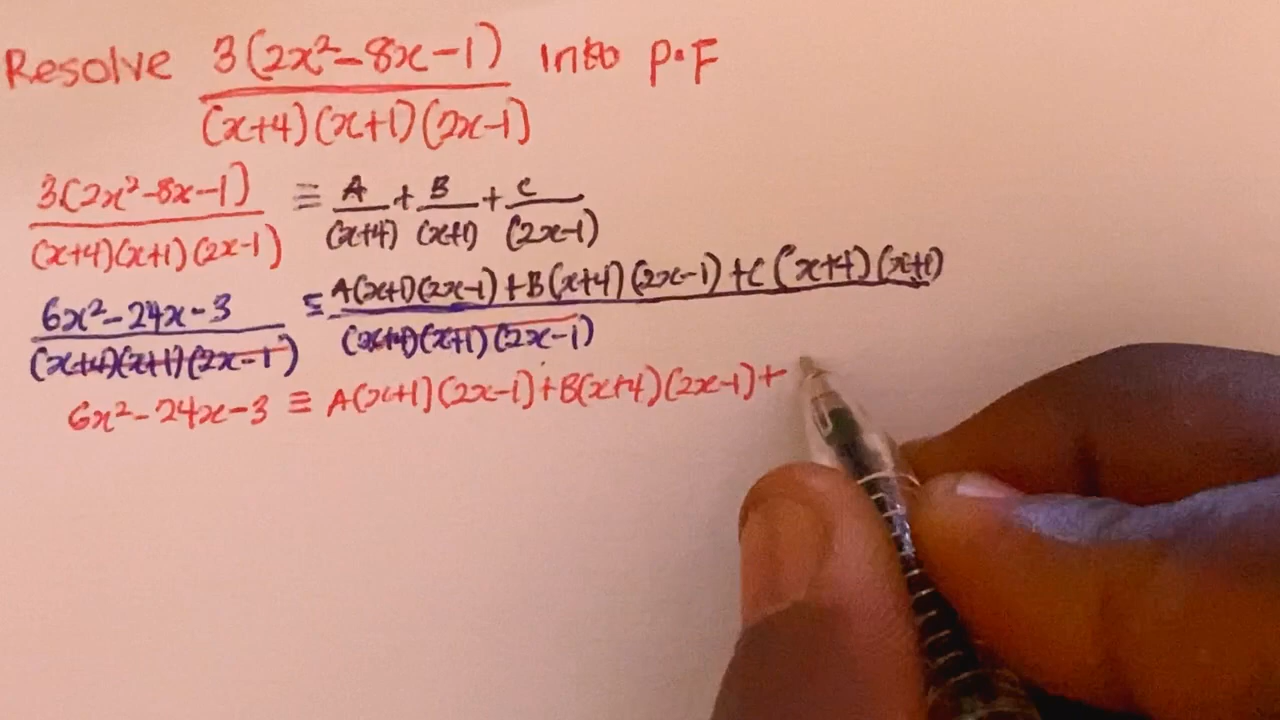 Resolve 3(2x²-8x-1) into P.F
(x+4)(x+1)(2x-1)
3(2x²-8x-1) ≡ A + B + C
(x+4)(x+1)(2x-1) (x+4) (x+1) (2x-1)
6x²-24x-3 ≡ A(x+1)(2x-1)+B(x+4)(2x-1)+C(x+4)(x+1)
(x+4)(x+1)(2x-1) (x+4)(x+1)(2x-1)
6x²-24x-3 ≡ A(x+1)(2x-1)+B(x+4)(2x-1)+